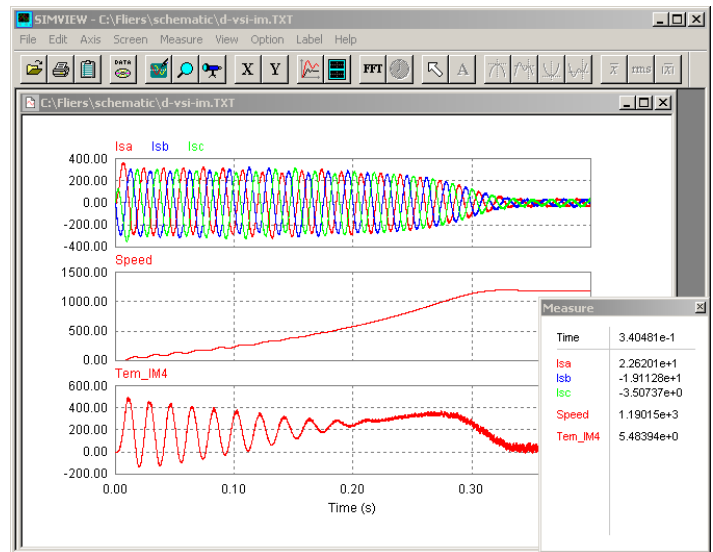 SIMVIEW - C:\Fliers\schematic\d-vsi-im.TXT
File Edit Axis Screen Measure View Option Label Help
DATA X Y FFT A x rms |x|
C:\Fliers\schematic\d-vsi-im.TXT
Isa Isb Isc
400.00
200.00
0.00
-200.00
-400.00
Speed
1500.00
1000.00
500.00
0.00
Tem_IM4
600.00
400.00
200.00
0.00
-200.00
0.00 0.10 0.20 0.30
Time (s)
Measure
Time 3.40481e-1
Isa 2.26201e+1
Isb -1.91128e+1
Isc -3.50737e+0
Speed 1.19015e+3
Tem_IM4 5.48394e+0